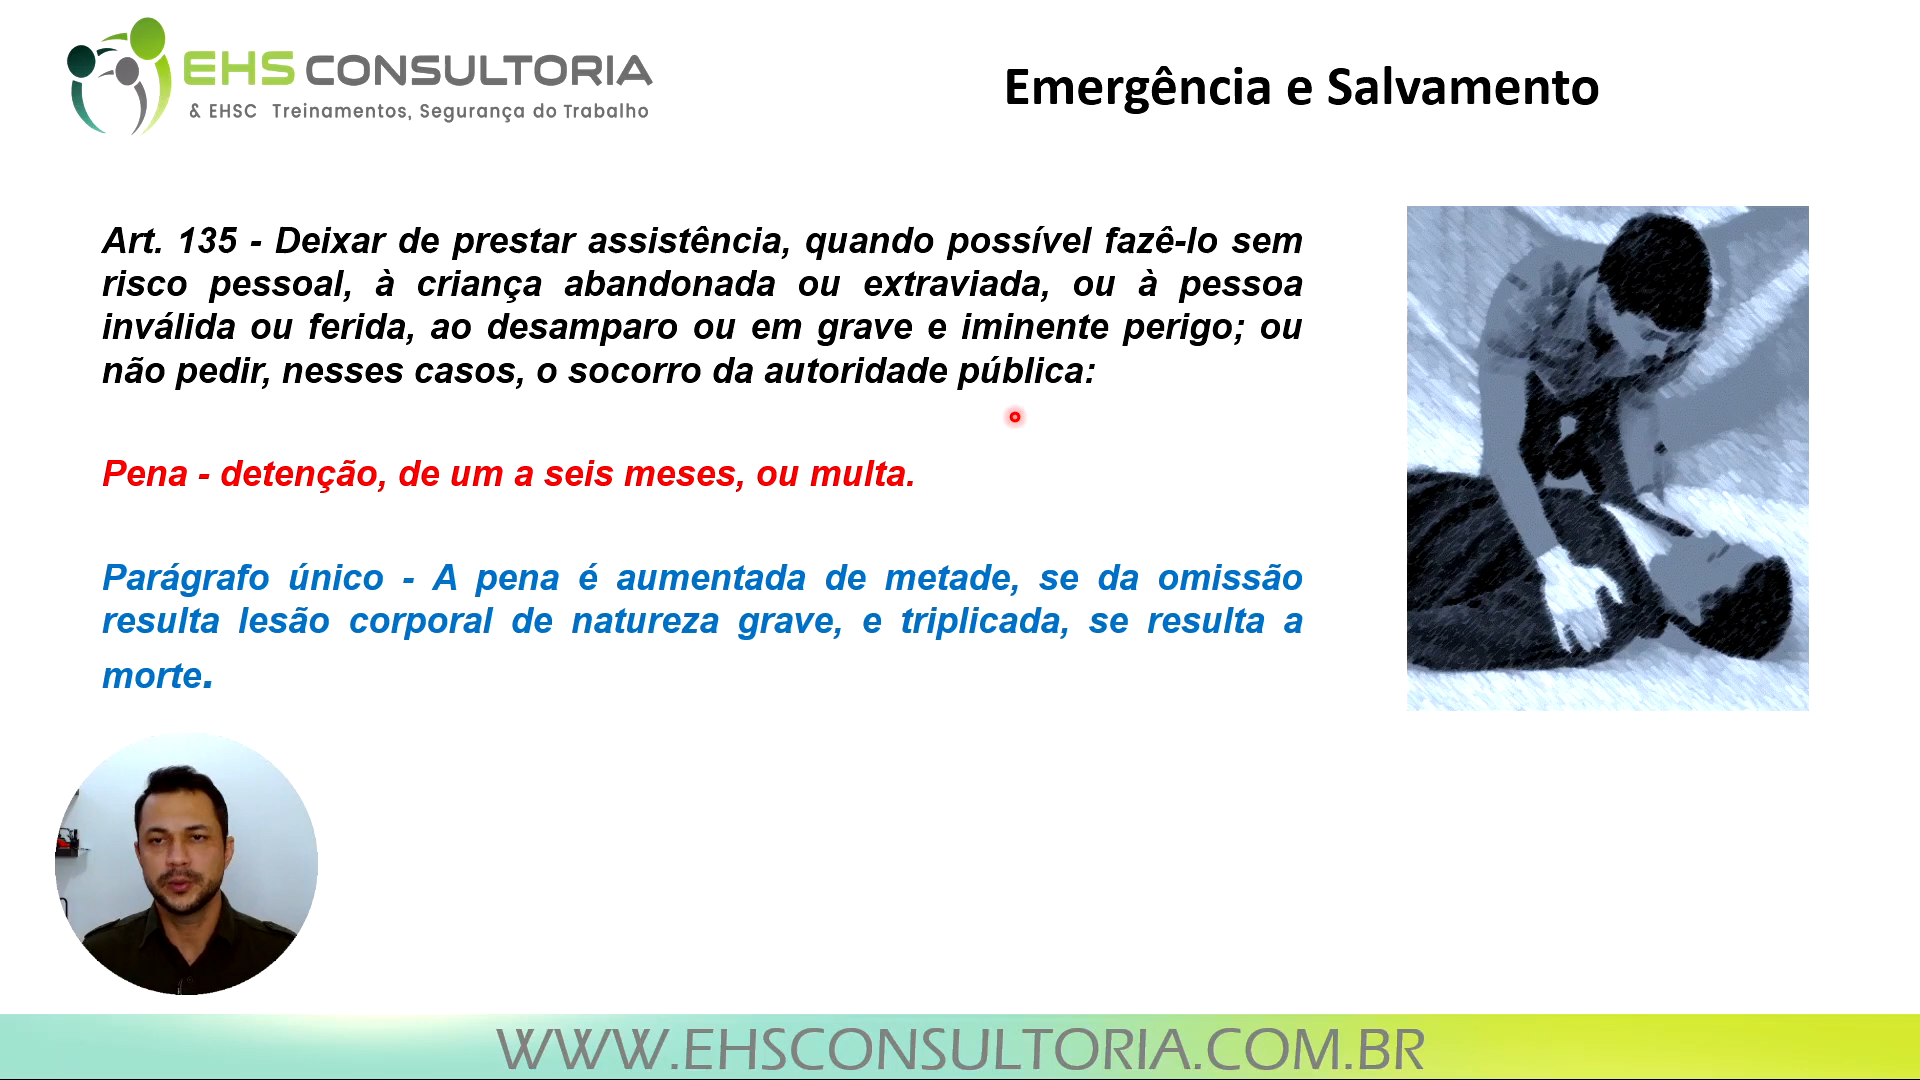 EHS CONSULTORIA
& EHSC Treinamentos, Segurança do Trabalho
Emergência e Salvamento
Art. 135 - Deixar de prestar assistência, quando possível fazê-lo sem
risco pessoal, à criança abandonada ou extraviada, ou à pessoa
inválida ou ferida, ao desamparo ou em grave e iminente perigo; ou
não pedir, nesses casos, o socorro da autoridade pública:
Pena - detenção, de um a seis meses, ou multa.
Parágrafo único - A pena é aumentada de metade, se da omissão
resulta lesão corporal de natureza grave, e triplicada, se resulta a
morte.
WWW.EHSCONSULTORIA.COM.BR